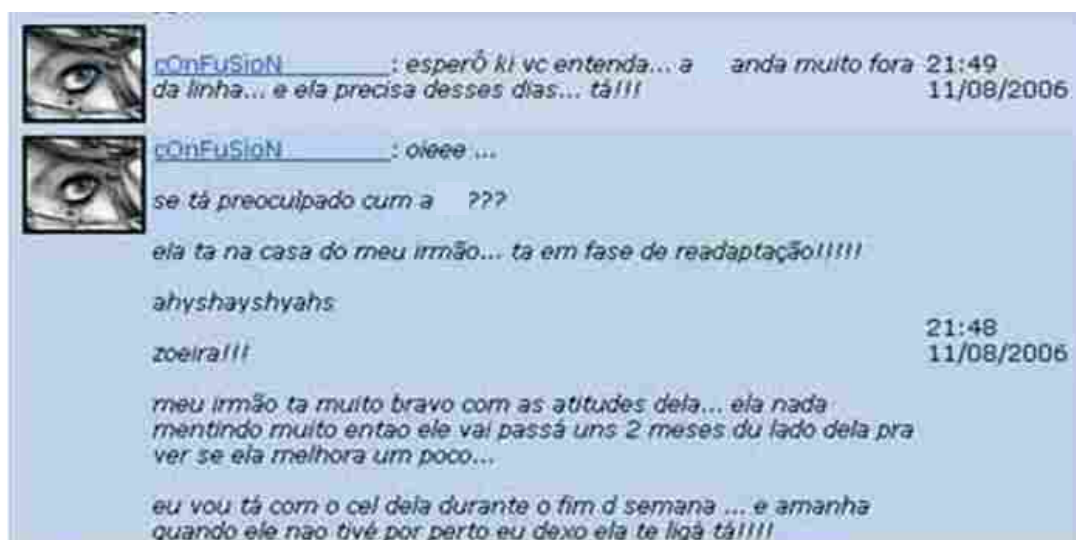 cOnFuSioN : esperÔ ki vc entenda... a anda muito fora 21:49
da linha... e ela precisa desses dias... tá!!! 11/08/2006
cOnFuSioN : oieee ...
se tá preoculpado cum a ???
ela ta na casa do meu irmão... ta em fase de readaptação!!!!!
ahyshayshyahs
21:48
zoeira!!! 11/08/2006
meu irmão ta muito bravo com as atitudes dela... ela nada
mentindo muito entao ele vai passá uns 2 meses du lado dela pra
ver se ela melhora um poco...
eu vou tá com o cel dela durante o fim d semana ... e amanha
quando ele nao tivé por perto eu dexo ela te ligá tá!!!!